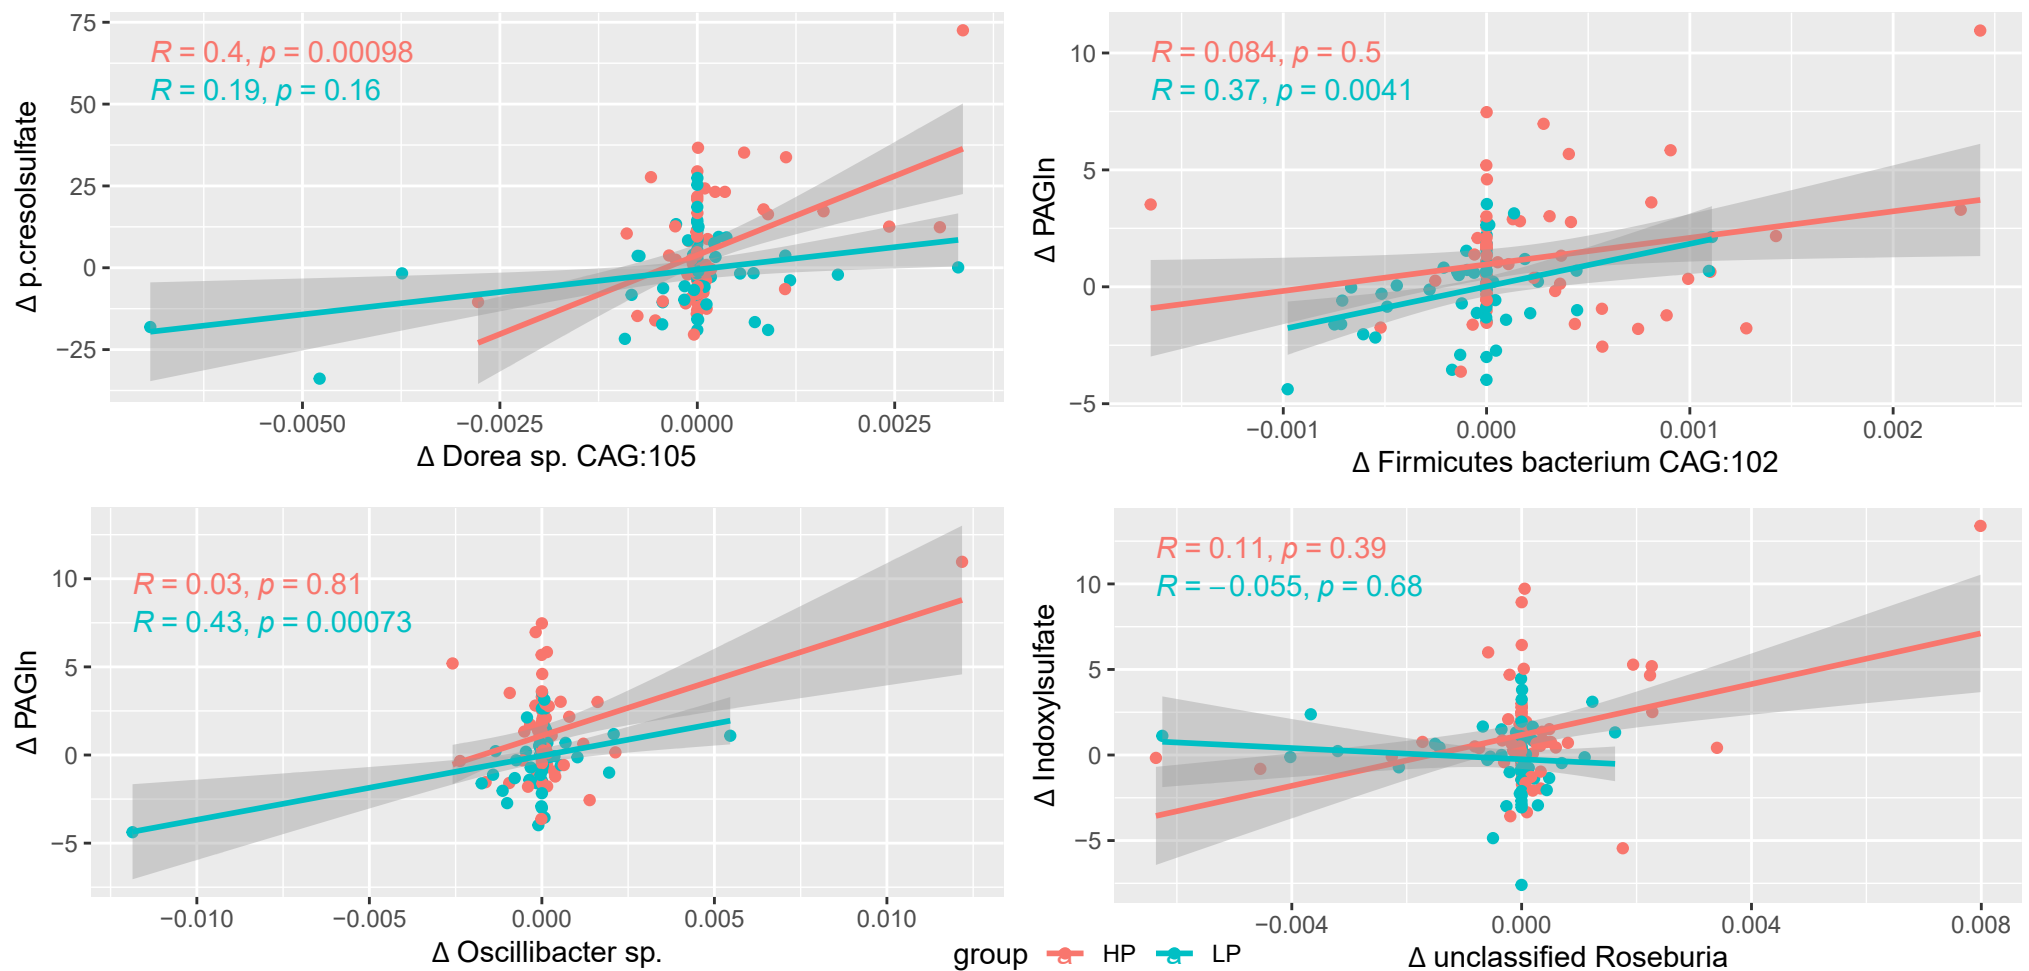 Δ p.cresolsulfate
75
50
25
0
−25
R = 0.4, p = 0.00098
R = 0.19, p = 0.16
−0.0050 −0.0025 0.0000 0.0025
Δ Dorea sp. CAG:105
Δ PAGln
10
5
0
−5
R = 0.084, p = 0.5
R = 0.37, p = 0.0041
−0.001 0.000 0.001 0.002
Δ Firmicutes bacterium CAG:102
Δ PAGln
10
5
0
−5
R = 0.03, p = 0.81
R = 0.43, p = 0.00073
−0.010 −0.005 0.000 0.005 0.010
Δ Oscillibacter sp.
Δ Indoxylsulfate
10
5
0
−5
R = 0.11, p = 0.39
R = −0.055, p = 0.68
−0.004 0.000 0.004 0.008
Δ unclassified Roseburia
group a HP a LP